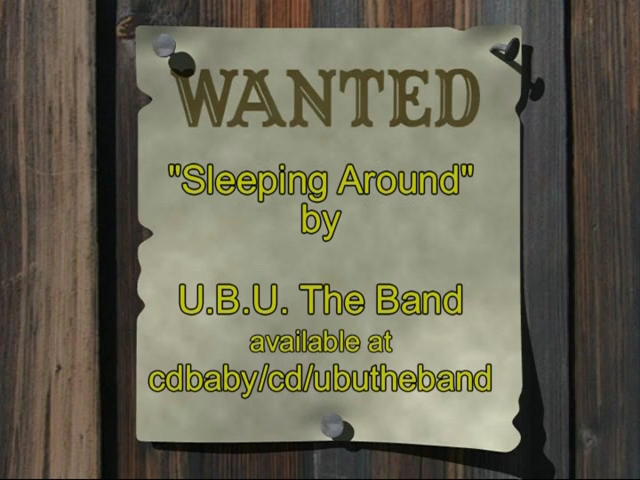 WANTED
"Sleeping Around"
by
U.B.U. The Band
available at
cdbaby/cd/ubutheband